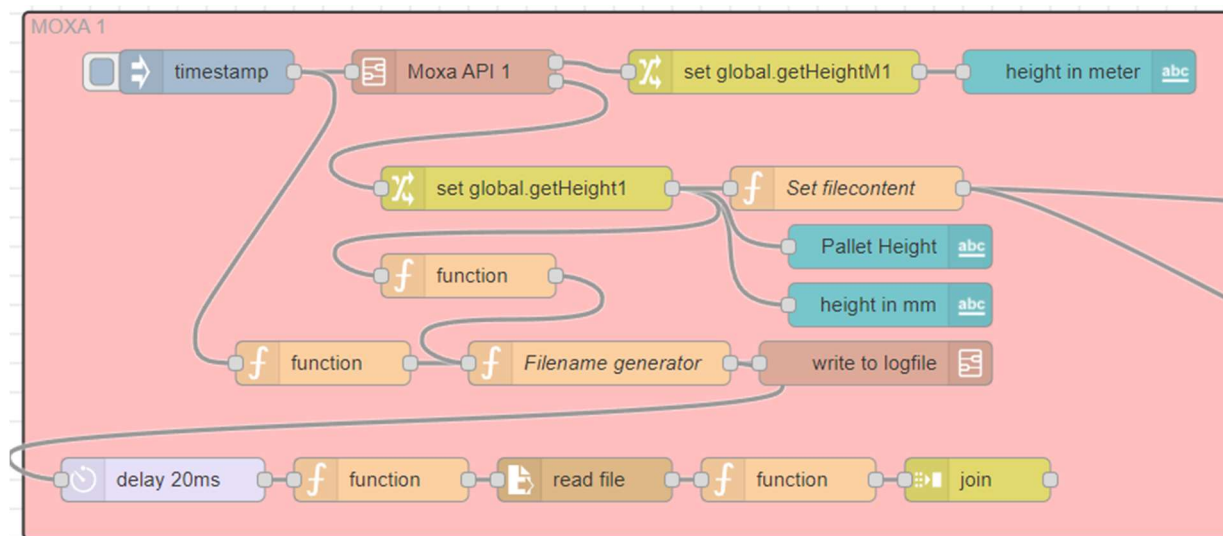 MOXA 1
timestamp
Moxa API 1
set global.getHeightM1
height in meter
abc
set global.getHeight1
Set filecontent
Pallet Height
abc
function
height in mm
abc
function
Filename generator
write to logfile
delay 20ms
function
read file
function
join